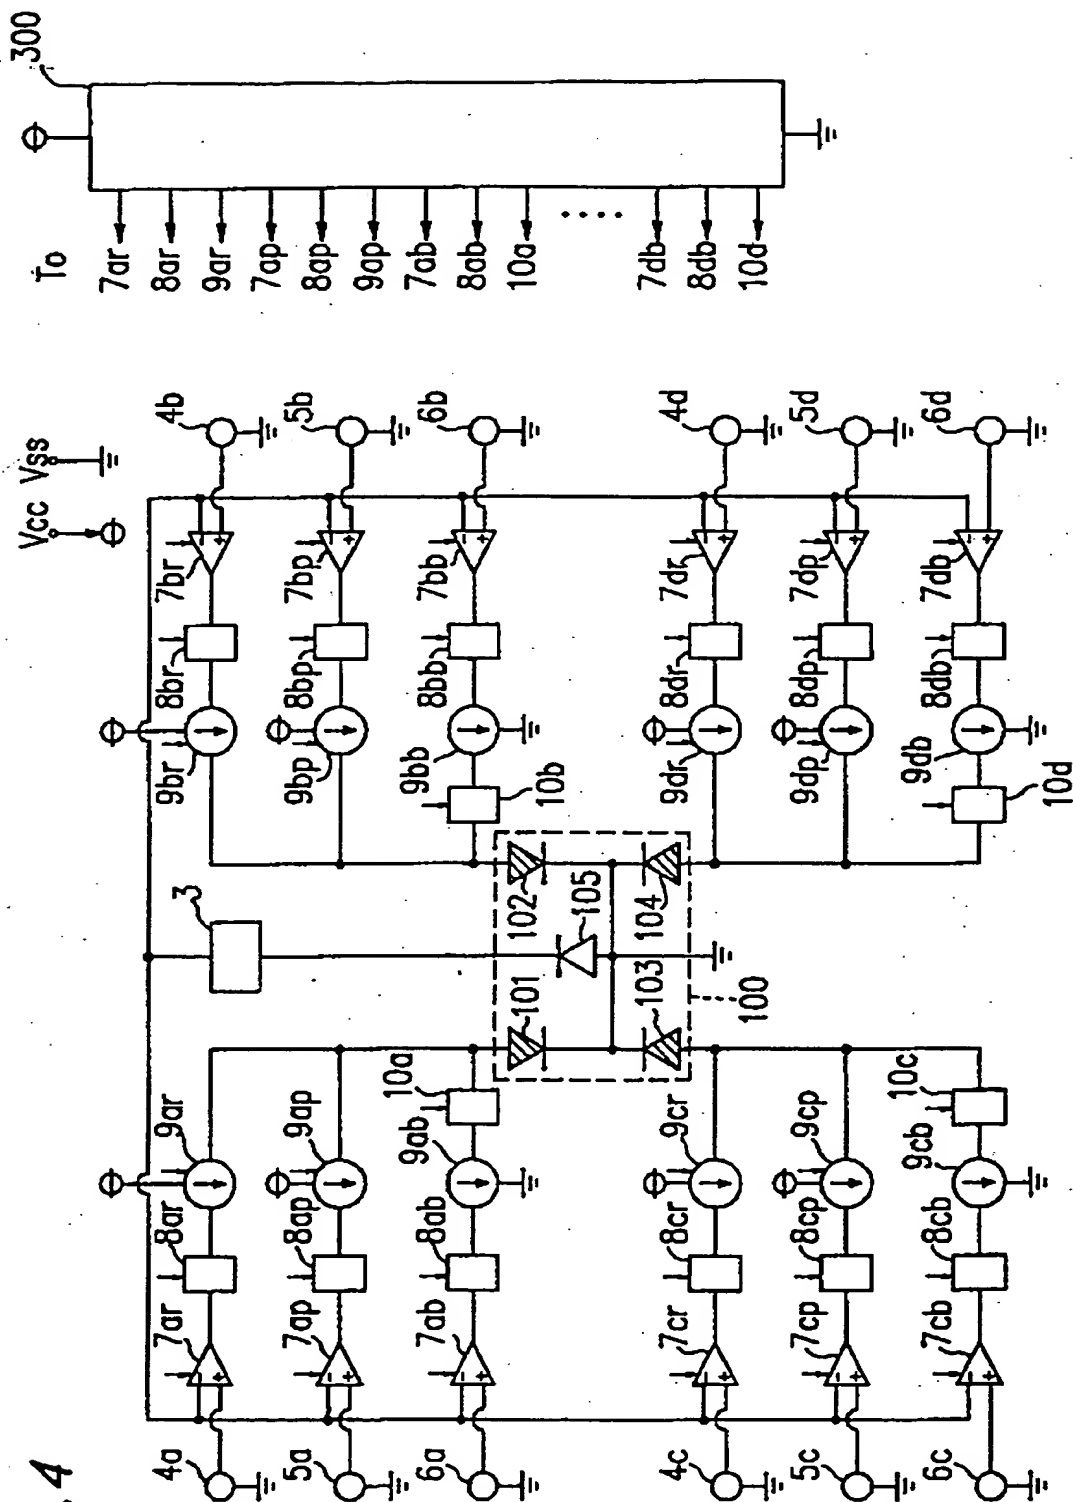 .4
Vcc Vss
300
To
7ar
8ar
9ar
7ap
8ap
9ap
7ab
8ab
10a
.....
7db
8db
10d
4a 7ar 8ar 9ar 3 9br 8br 7br 4b
5a 7ap 8ap 9ap 9bp 8bp 7bp 5b
6a 7ab 8ab 9ab 10a 10b 9bb 8bb 7bb 6b
101 102
105
103 104
100
4c 7cr 8cr 9cr 9dr 8dr 7dr 4d
5c 7cp 8cp 9cp 9dp 8dp 7dp 5d
6c 7cb 8cb 9cb 10c 10d 9db 8db 7db 6d